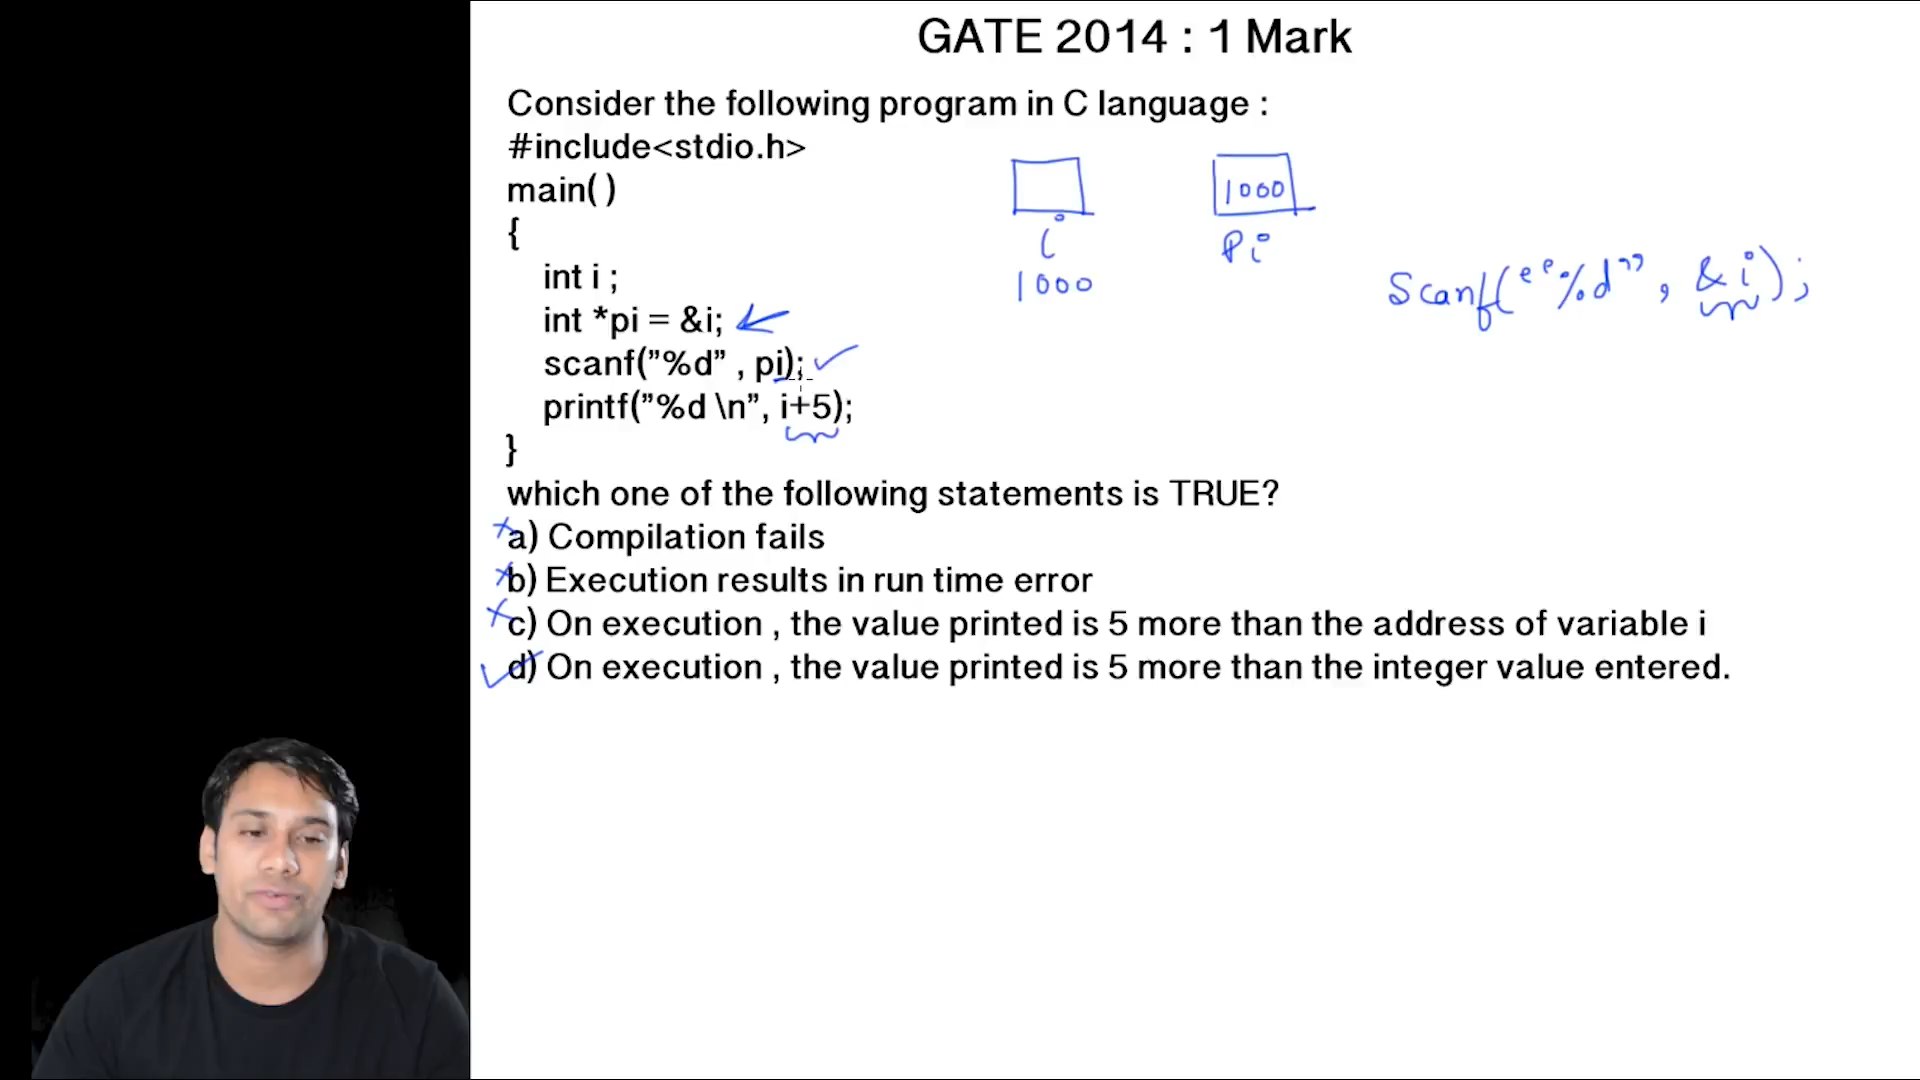 GATE 2014 : 1 Mark
Consider the following program in C language :
#include<stdio.h>
main( )
{
int i ;
int *pi = &i;
scanf(”%d” , pi);
printf(”%d \n”, i+5);
}
which one of the following statements is TRUE?
a) Compilation fails
b) Execution results in run time error
c) On execution , the value printed is 5 more than the address of variable i
d) On execution , the value printed is 5 more than the integer value entered.
i
1000
1000
Pi
Scanf(“%d”, &i);